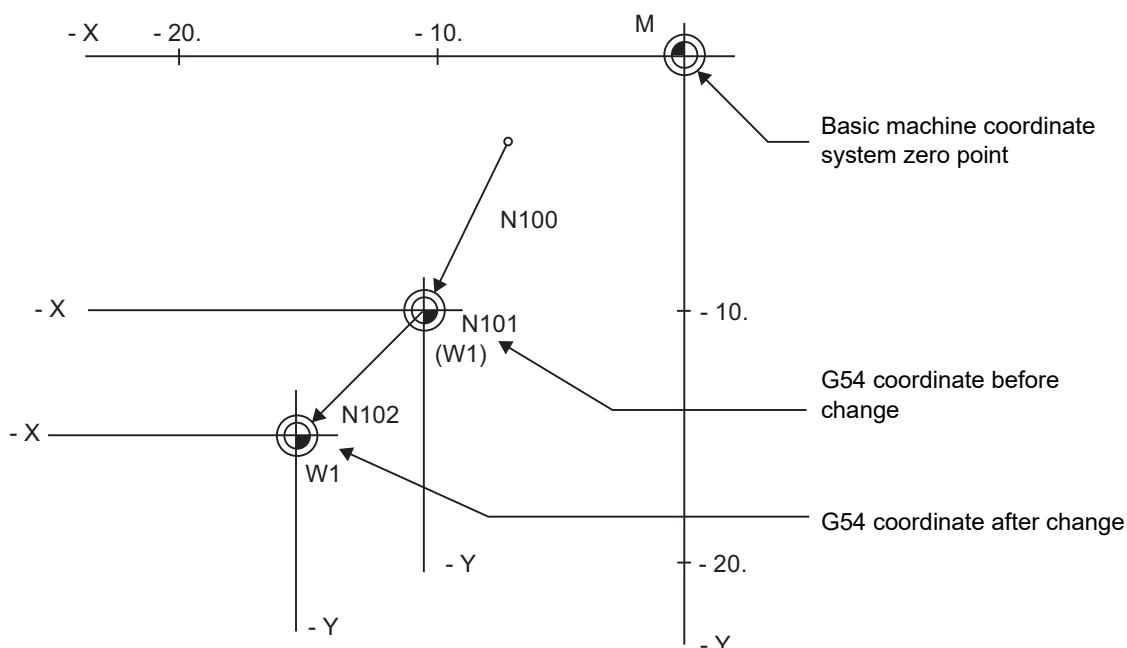 - X
- 20.
- 10.
M
Basic machine coordinate
system zero point
N100
- X
N101
(W1)
- 10.
G54 coordinate before
change
- X
N102
W1
G54 coordinate after change
- Y
- 20.
- Y
- Y